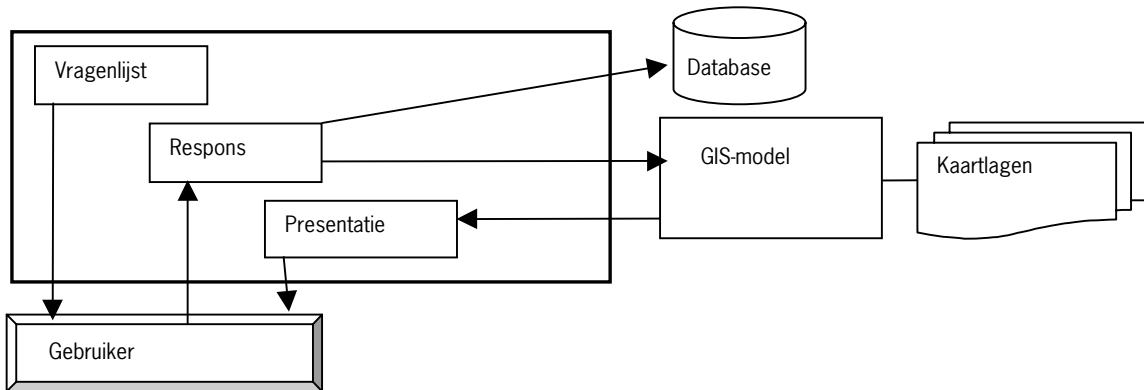 Vragenlijst
Database
Respons
GIS-model
Kaartlagen
Presentatie
Gebruiker